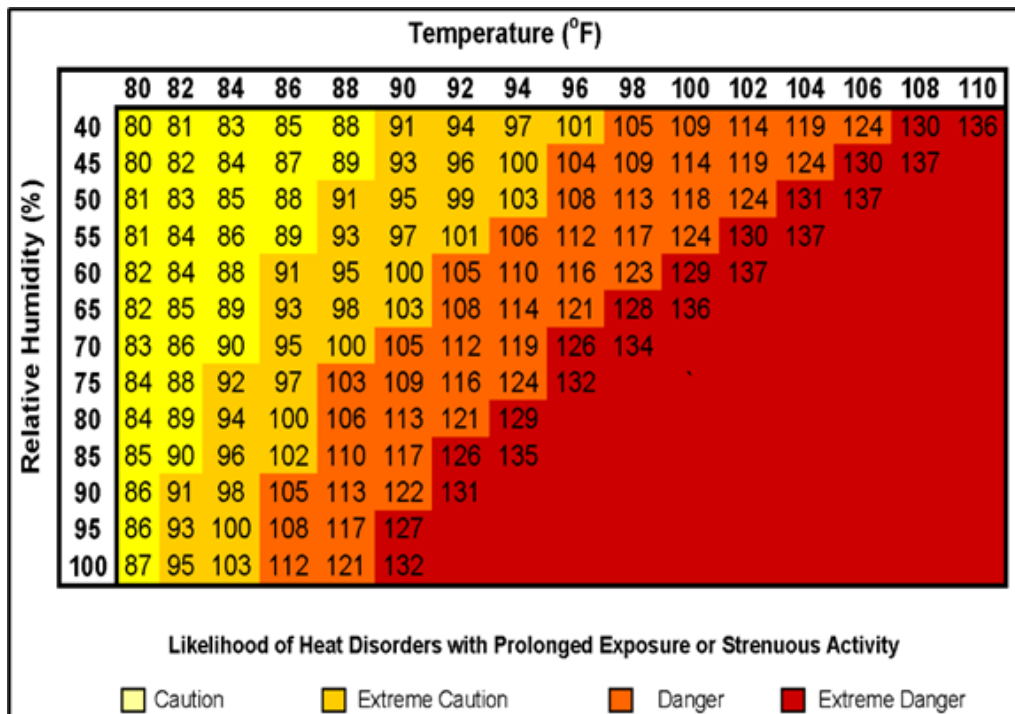 Temperature (°F)
80 82 84 86 88 90 92 94 96 98 100 102 104 106 108 110
Relative Humidity (%)
40 80 81 83 85 88 91 94 97 101 105 109 114 119 124 130 136
45 80 82 84 87 89 93 96 100 104 109 114 119 124 130 137
50 81 83 85 88 91 95 99 103 108 113 118 124 131 137
55 81 84 86 89 93 97 101 106 112 117 124 130 137
60 82 84 88 91 95 100 105 110 116 123 129 137
65 82 85 89 93 98 103 108 114 121 128 136
70 83 86 90 95 100 105 112 119 126 134
75 84 88 92 97 103 109 116 124 132
80 84 89 94 100 106 113 121 129
85 85 90 96 102 110 117 126 135
90 86 91 98 105 113 122 131
95 86 93 100 108 117 127
100 87 95 103 112 121 132
Likelihood of Heat Disorders with Prolonged Exposure or Strenuous Activity
Caution Extreme Caution Danger Extreme Danger